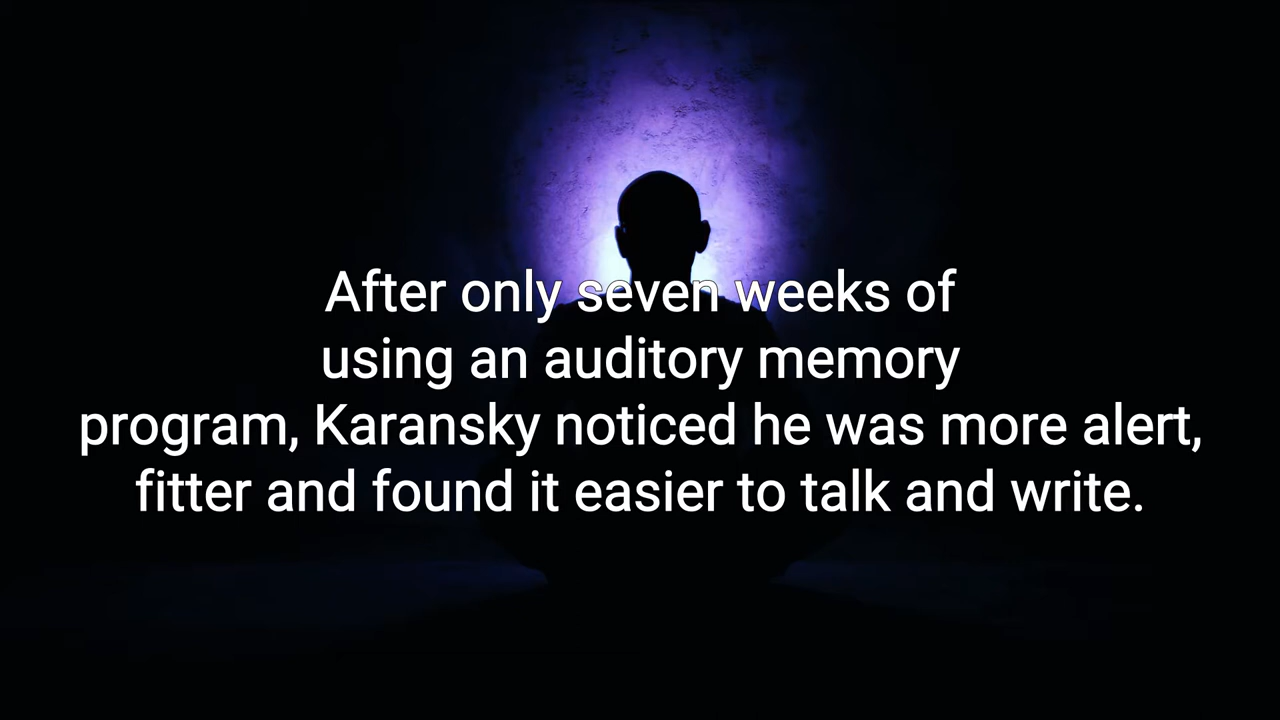 After only seven weeks of
using an auditory memory
program, Karansky noticed he was more alert,
fitter and found it easier to talk and write.